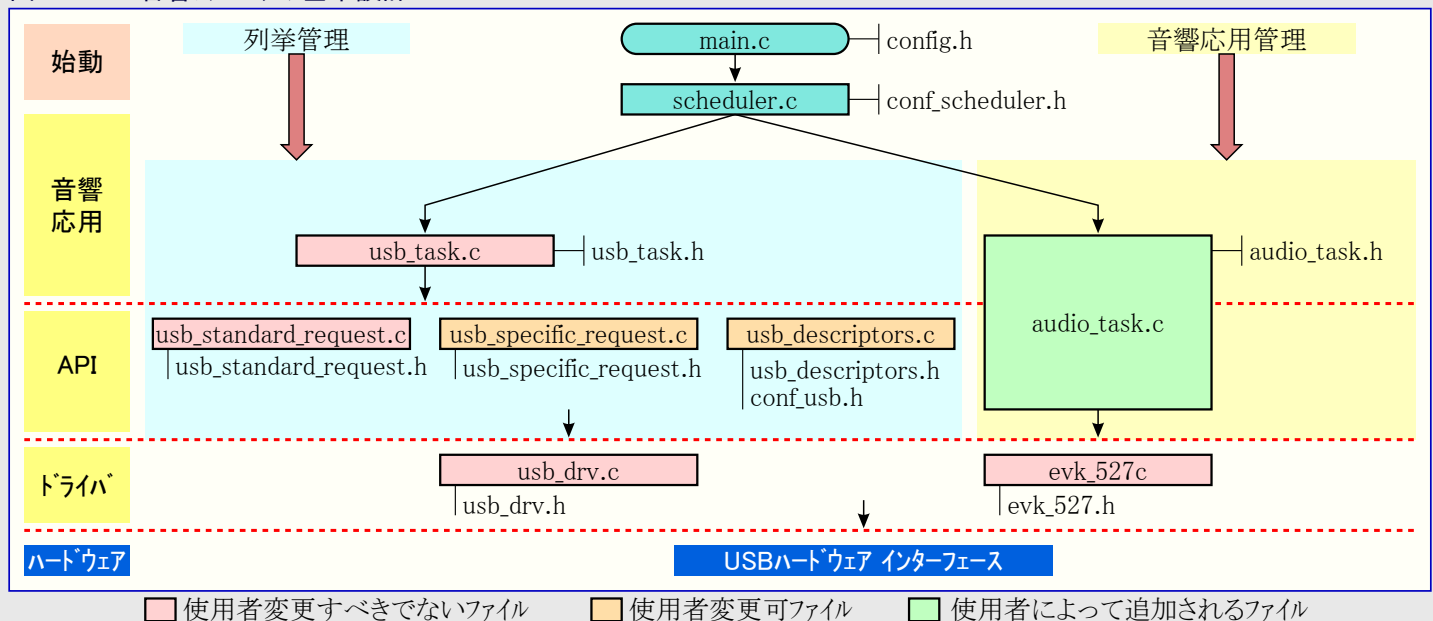 始動
列挙管理
main.c
config.h
音響応用管理
scheduler.c
conf_scheduler.h
音響
応用
usb_task.c
usb_task.h
audio_task.h
audio_task.c
API
usb_standard_request.c
usb_standard_request.h
usb_specific_request.c
usb_specific_request.h
usb_descriptors.c
usb_descriptors.h
conf_usb.h
ドライバ
usb_drv.c
usb_drv.h
evk_527c
evk_527.h
ハードウェア
USBハードウェア インターフェース
使用者変更すべきでないファイル
使用者変更可ファイル
使用者によって追加されるファイル